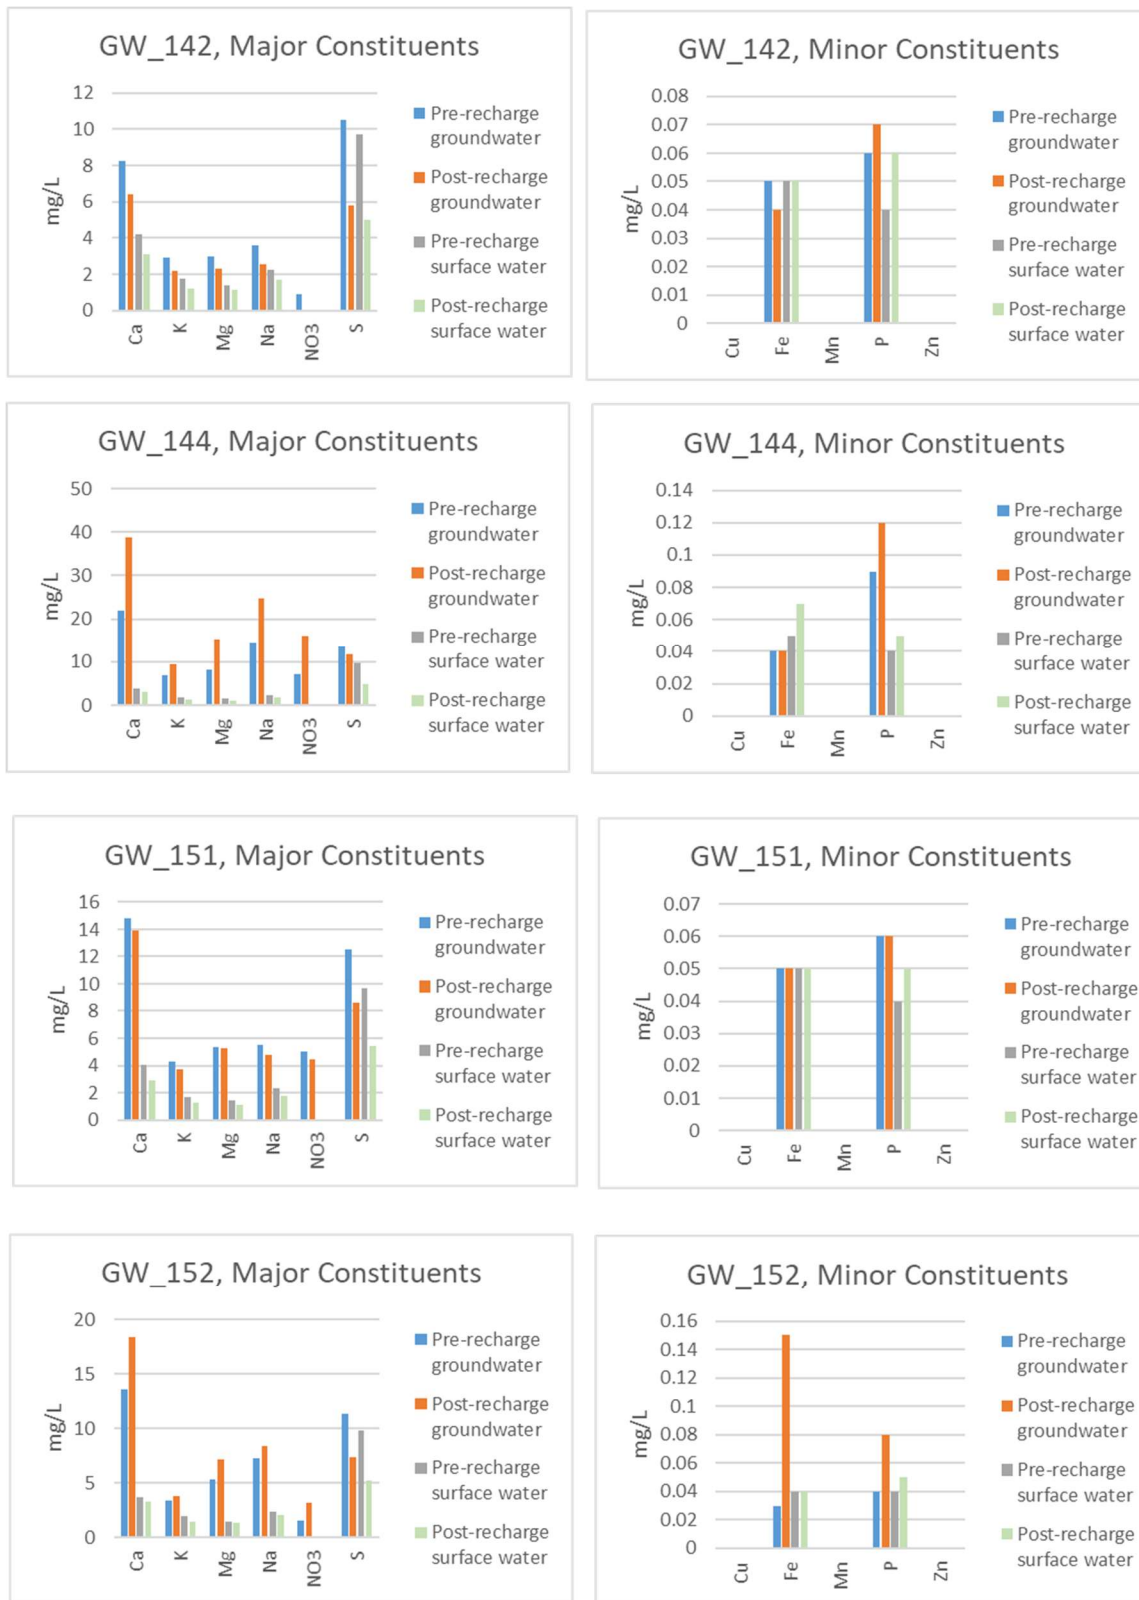 GW_142, Major Constituents
12
10
8
6
4
2
0
mg/L
Ca
K
Mg
Na
NO3
S
Pre-recharge
groundwater
Post-recharge
groundwater
Pre-recharge
surface water
Post-recharge
surface water
GW_142, Minor Constituents
0.08
0.07
0.06
0.05
0.04
0.03
0.02
0.01
0
mg/L
Cu
Fe
Mn
P
Zn
Pre-recharge
groundwater
Post-recharge
groundwater
Pre-recharge
surface water
Post-recharge
surface water
GW_144, Major Constituents
50
40
30
20
10
0
mg/L
Ca
K
Mg
Na
NO3
S
Pre-recharge
groundwater
Post-recharge
groundwater
Pre-recharge
surface water
Post-recharge
surface water
GW_144, Minor Constituents
0.14
0.12
0.1
0.08
0.06
0.04
0.02
0
mg/L
Cu
Fe
Mn
P
Zn
Pre-recharge
groundwater
Post-recharge
groundwater
Pre-recharge
surface water
Post-recharge
surface water
GW_151, Major Constituents
16
14
12
10
8
6
4
2
0
mg/L
Ca
K
Mg
Na
NO3
S
Pre-recharge
groundwater
Post-recharge
groundwater
Pre-recharge
surface water
Post-recharge
surface water
GW_151, Minor Constituents
0.07
0.06
0.05
0.04
0.03
0.02
0.01
0
mg/L
Cu
Fe
Mn
P
Zn
Pre-recharge
groundwater
Post-recharge
groundwater
Pre-recharge
surface water
Post-recharge
surface water
GW_152, Major Constituents
20
15
10
5
0
mg/L
Ca
K
Mg
Na
NO3
S
Pre-recharge
groundwater
Post-recharge
groundwater
Pre-recharge
surface water
Post-recharge
surface water
GW_152, Minor Constituents
0.16
0.14
0.12
0.1
0.08
0.06
0.04
0.02
0
mg/L
Cu
Fe
Mn
P
Zn
Pre-recharge
groundwater
Post-recharge
groundwater
Pre-recharge
surface water
Post-recharge
surface water